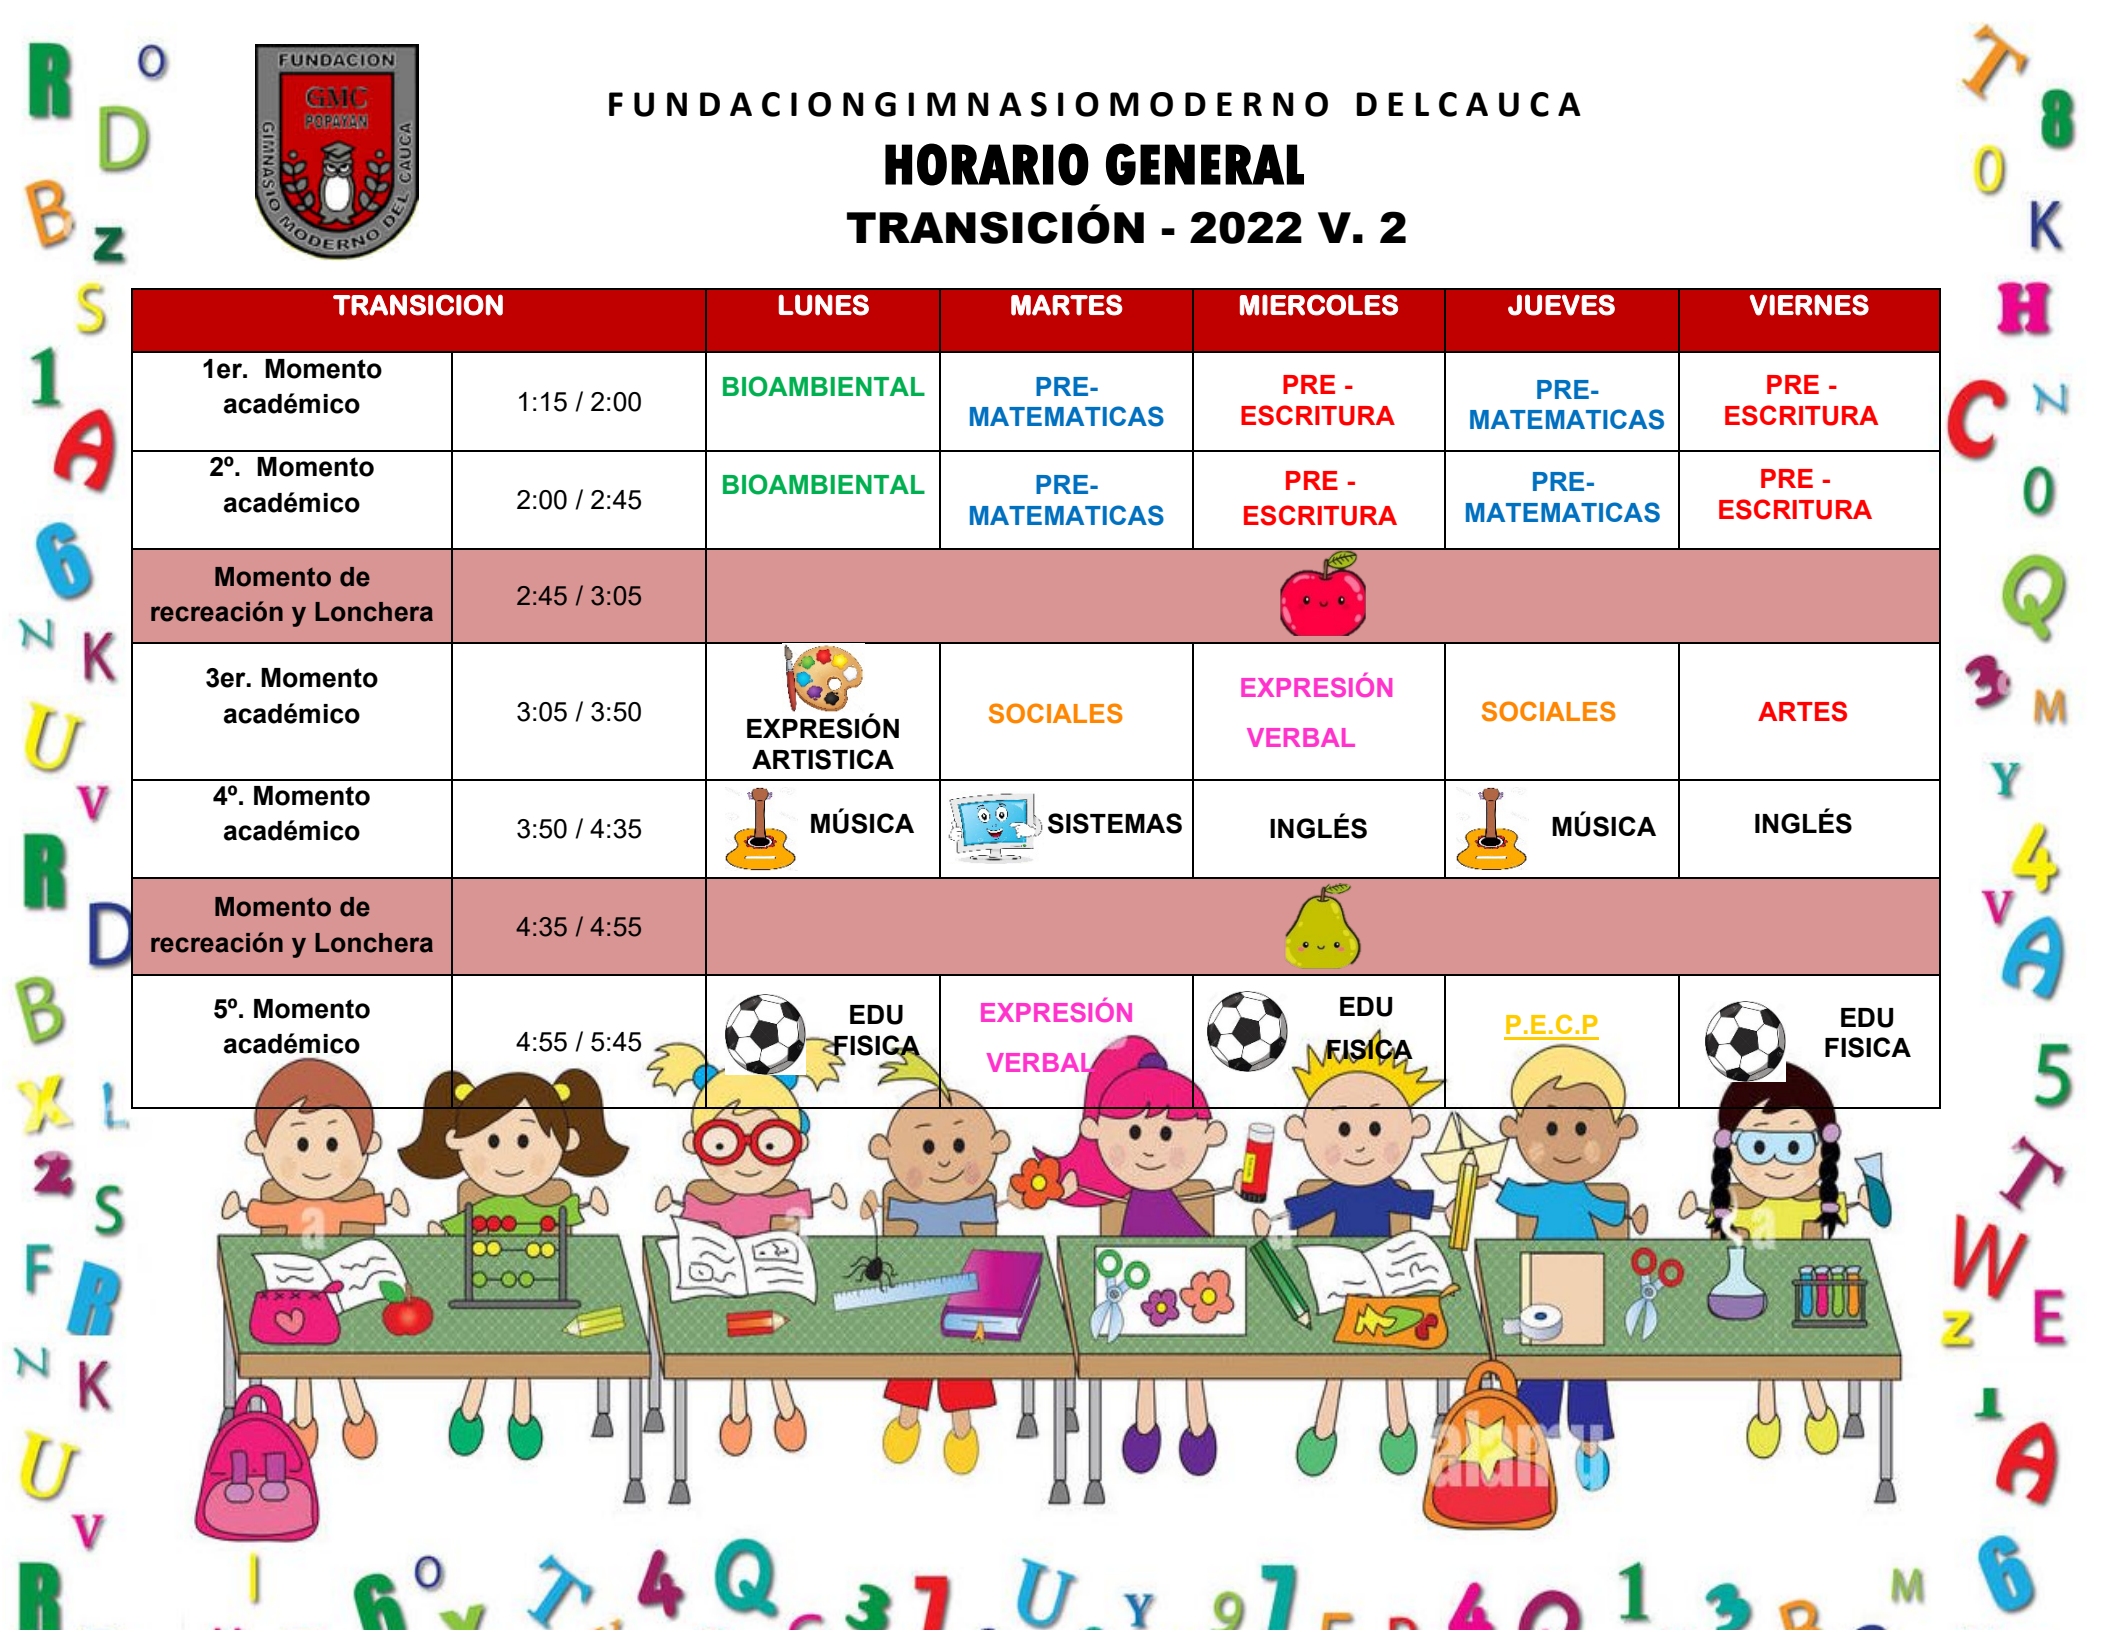 FUNDACION
GMC
POPAYAN
GIMNASIO MODERNO DEL CAUCA
FUNDACIONGIMNASIOMODERNO DELCAUCA
HORARIO GENERAL
TRANSICIÓN - 2022 V. 2
TRANSICION LUNES MARTES MIERCOLES JUEVES VIERNES
1er. Momento
académico
1:15 / 2:00
BIOAMBIENTAL
PRE-
MATEMATICAS
PRE -
ESCRITURA
PRE-
MATEMATICAS
PRE -
ESCRITURA
2º. Momento
académico
2:00 / 2:45
BIOAMBIENTAL
PRE-
MATEMATICAS
PRE -
ESCRITURA
PRE-
MATEMATICAS
PRE -
ESCRITURA
Momento de
recreación y Lonchera
2:45 / 3:05
3er. Momento
académico
3:05 / 3:50
EXPRESIÓN
ARTISTICA
SOCIALES
EXPRESIÓN
VERBAL
SOCIALES
ARTES
4º. Momento
académico
3:50 / 4:35
MÚSICA
SISTEMAS
INGLÉS
MÚSICA
INGLÉS
Momento de
recreación y Lonchera
4:35 / 4:55
5º. Momento
académico
4:55 / 5:45
EDU
FISICA
EXPRESIÓN
VERBAL
EDU
FISICA
P.E.C.P
EDU
FISICA
alamy